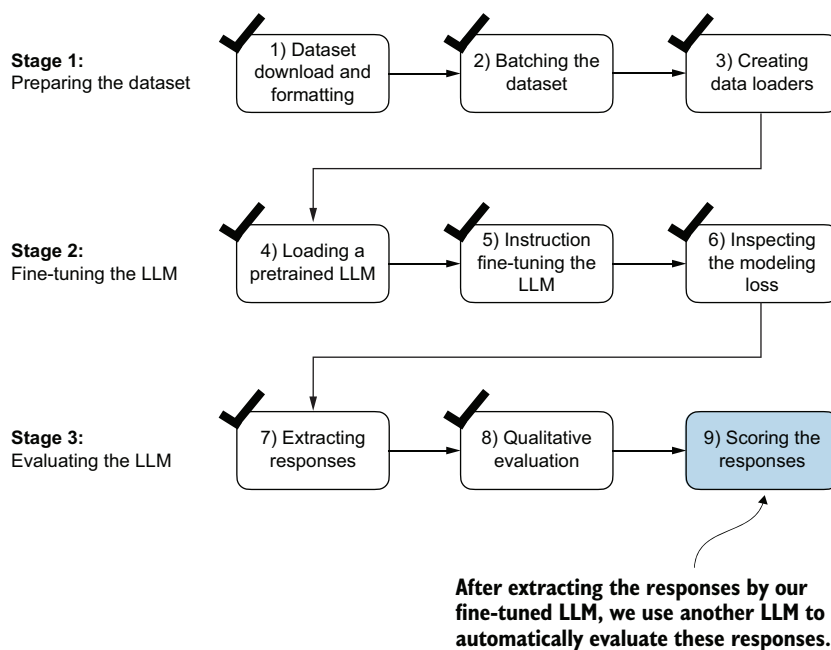 Stage 1:
Preparing the dataset
1) Dataset
download and
formatting
2) Batching the
dataset
3) Creating
data loaders
Stage 2:
Fine-tuning the LLM
4) Loading a
pretrained LLM
5) Instruction
fine-tuning the
LLM
6) Inspecting
the modeling
loss
Stage 3:
Evaluating the LLM
7) Extracting
responses
8) Qualitative
evaluation
9) Scoring the
responses
After extracting the responses by our
fine-tuned LLM, we use another LLM to
automatically evaluate these responses.